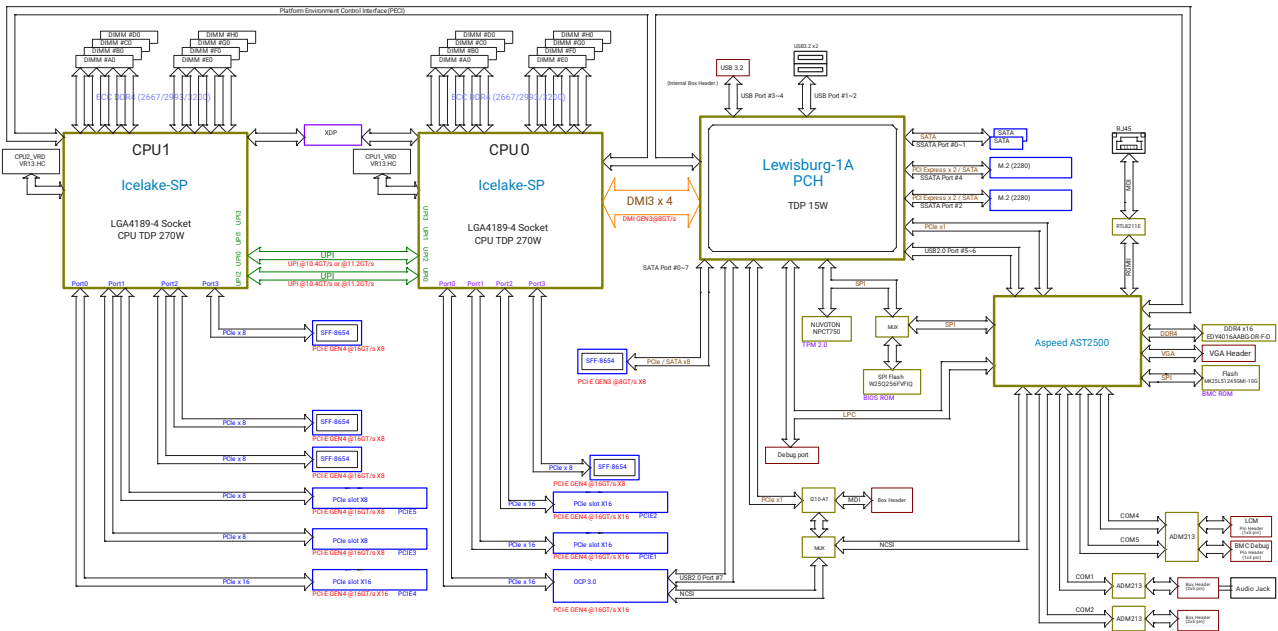 Platform Environment Control Interface(PECI)
DIMM #D0
DIMM #C0
DIMM #B0
DIMM #A0
DIMM #H0
DIMM #G0
DIMM #F0
DIMM #E0
ECC DDR4 (2667/2993/3200)
DIMM #D0
DIMM #C0
DIMM #B0
DIMM #A0
DIMM #H0
DIMM #G0
DIMM #F0
DIMM #E0
ECC DDR4 (2667/2993/3200)
USB 3.2
(Internal Box Header )
USB Port #3~4
USB3.2 x2
USB Port #1~2
XDP
CPU2_VRD
VR13.HC
CPU1_VRD
VR13.HC
CPU1
Icelake-SP
LGA4189-4 Socket
CPU TDP 270W
UPI3
UPI1
UPI0
UPI2
Port0
Port1
Port2
Port3
UPI
UPI @10.4GT/s or @11.2GT/s
UPI
UPI @10.4GT/s or @11.2GT/s
CPU0
Icelake-SP
LGA4189-4 Socket
CPU TDP 270W
UPI3
UPI1
UPI2
UPI0
Port0
Port1
Port2
Port3
DMI3 x 4
DMI GEN3@8GT/s
Lewisburg-1A
PCH
TDP 15W
SATA
SSATA Port #0~1
SATA
SATA
PCI Express x 2 / SATA
SSATA Port #4
M.2 (2280)
PCI Express x 2 / SATA
SSATA Port #2
M.2 (2280)
PCIe x1
USB2.0 Port #5~6
RJ45
MDI
RTL8211E
RGMII
SATA Port #0~7
SPI
NUVOTON
NPCT750
TPM 2.0
MUX
SPI
SPI Flash
W25Q256FVFIQ
BIOS ROM
Aspeed AST2500
DDR4
DDR4 x16
EDY4016AABG-DR-F-D
VGA
VGA Header
SPI
Flash
MX25L51245GMI-10G
BMC ROM
PCIe x 8
SFF-8654
PCI-E GEN4 @16GT/s X8
SFF-8654
PCIe / SATA x8
PCI-E GEN3 @8GT/s X8
LPC
Debug port
PCIe x 8
SFF-8654
PCI-E GEN4 @16GT/s X8
PCIe x 8
SFF-8654
PCI-E GEN4 @16GT/s X8
PCIe x 8
PCIe slot X8
PCI-E GEN4 @16GT/s X8
PCIE5
PCIe x 8
PCIe slot X8
PCI-E GEN4 @16GT/s X8
PCIE3
PCIe x 16
PCIe slot X16
PCI-E GEN4 @16GT/s X16
PCIE4
PCIe x 8
SFF-8654
PCI-E GEN4 @16GT/s X8
PCIe x 16
PCIe slot X16
PCI-E GEN4 @16GT/s X16
PCIE2
PCIe x 16
PCIe slot X16
PCI-E GEN4 @16GT/s X16
PCIE1
PCIe x 16
OCP 3.0
PCI-E GEN4 @16GT/s X16
USB2.0 Port #7
NCSI
PCIe x1
I210-AT
MDI
Box Header
MUX
NCSI
COM4
COM5
ADM213
LCM
Pin Header
(1x5 pin)
BMC Debug
Pin Header
(1x5 pin)
COM1
ADM213
Box Header
(2x5 pin)
Audio Jack
COM2
ADM213
Box Header
(2x5 pin)